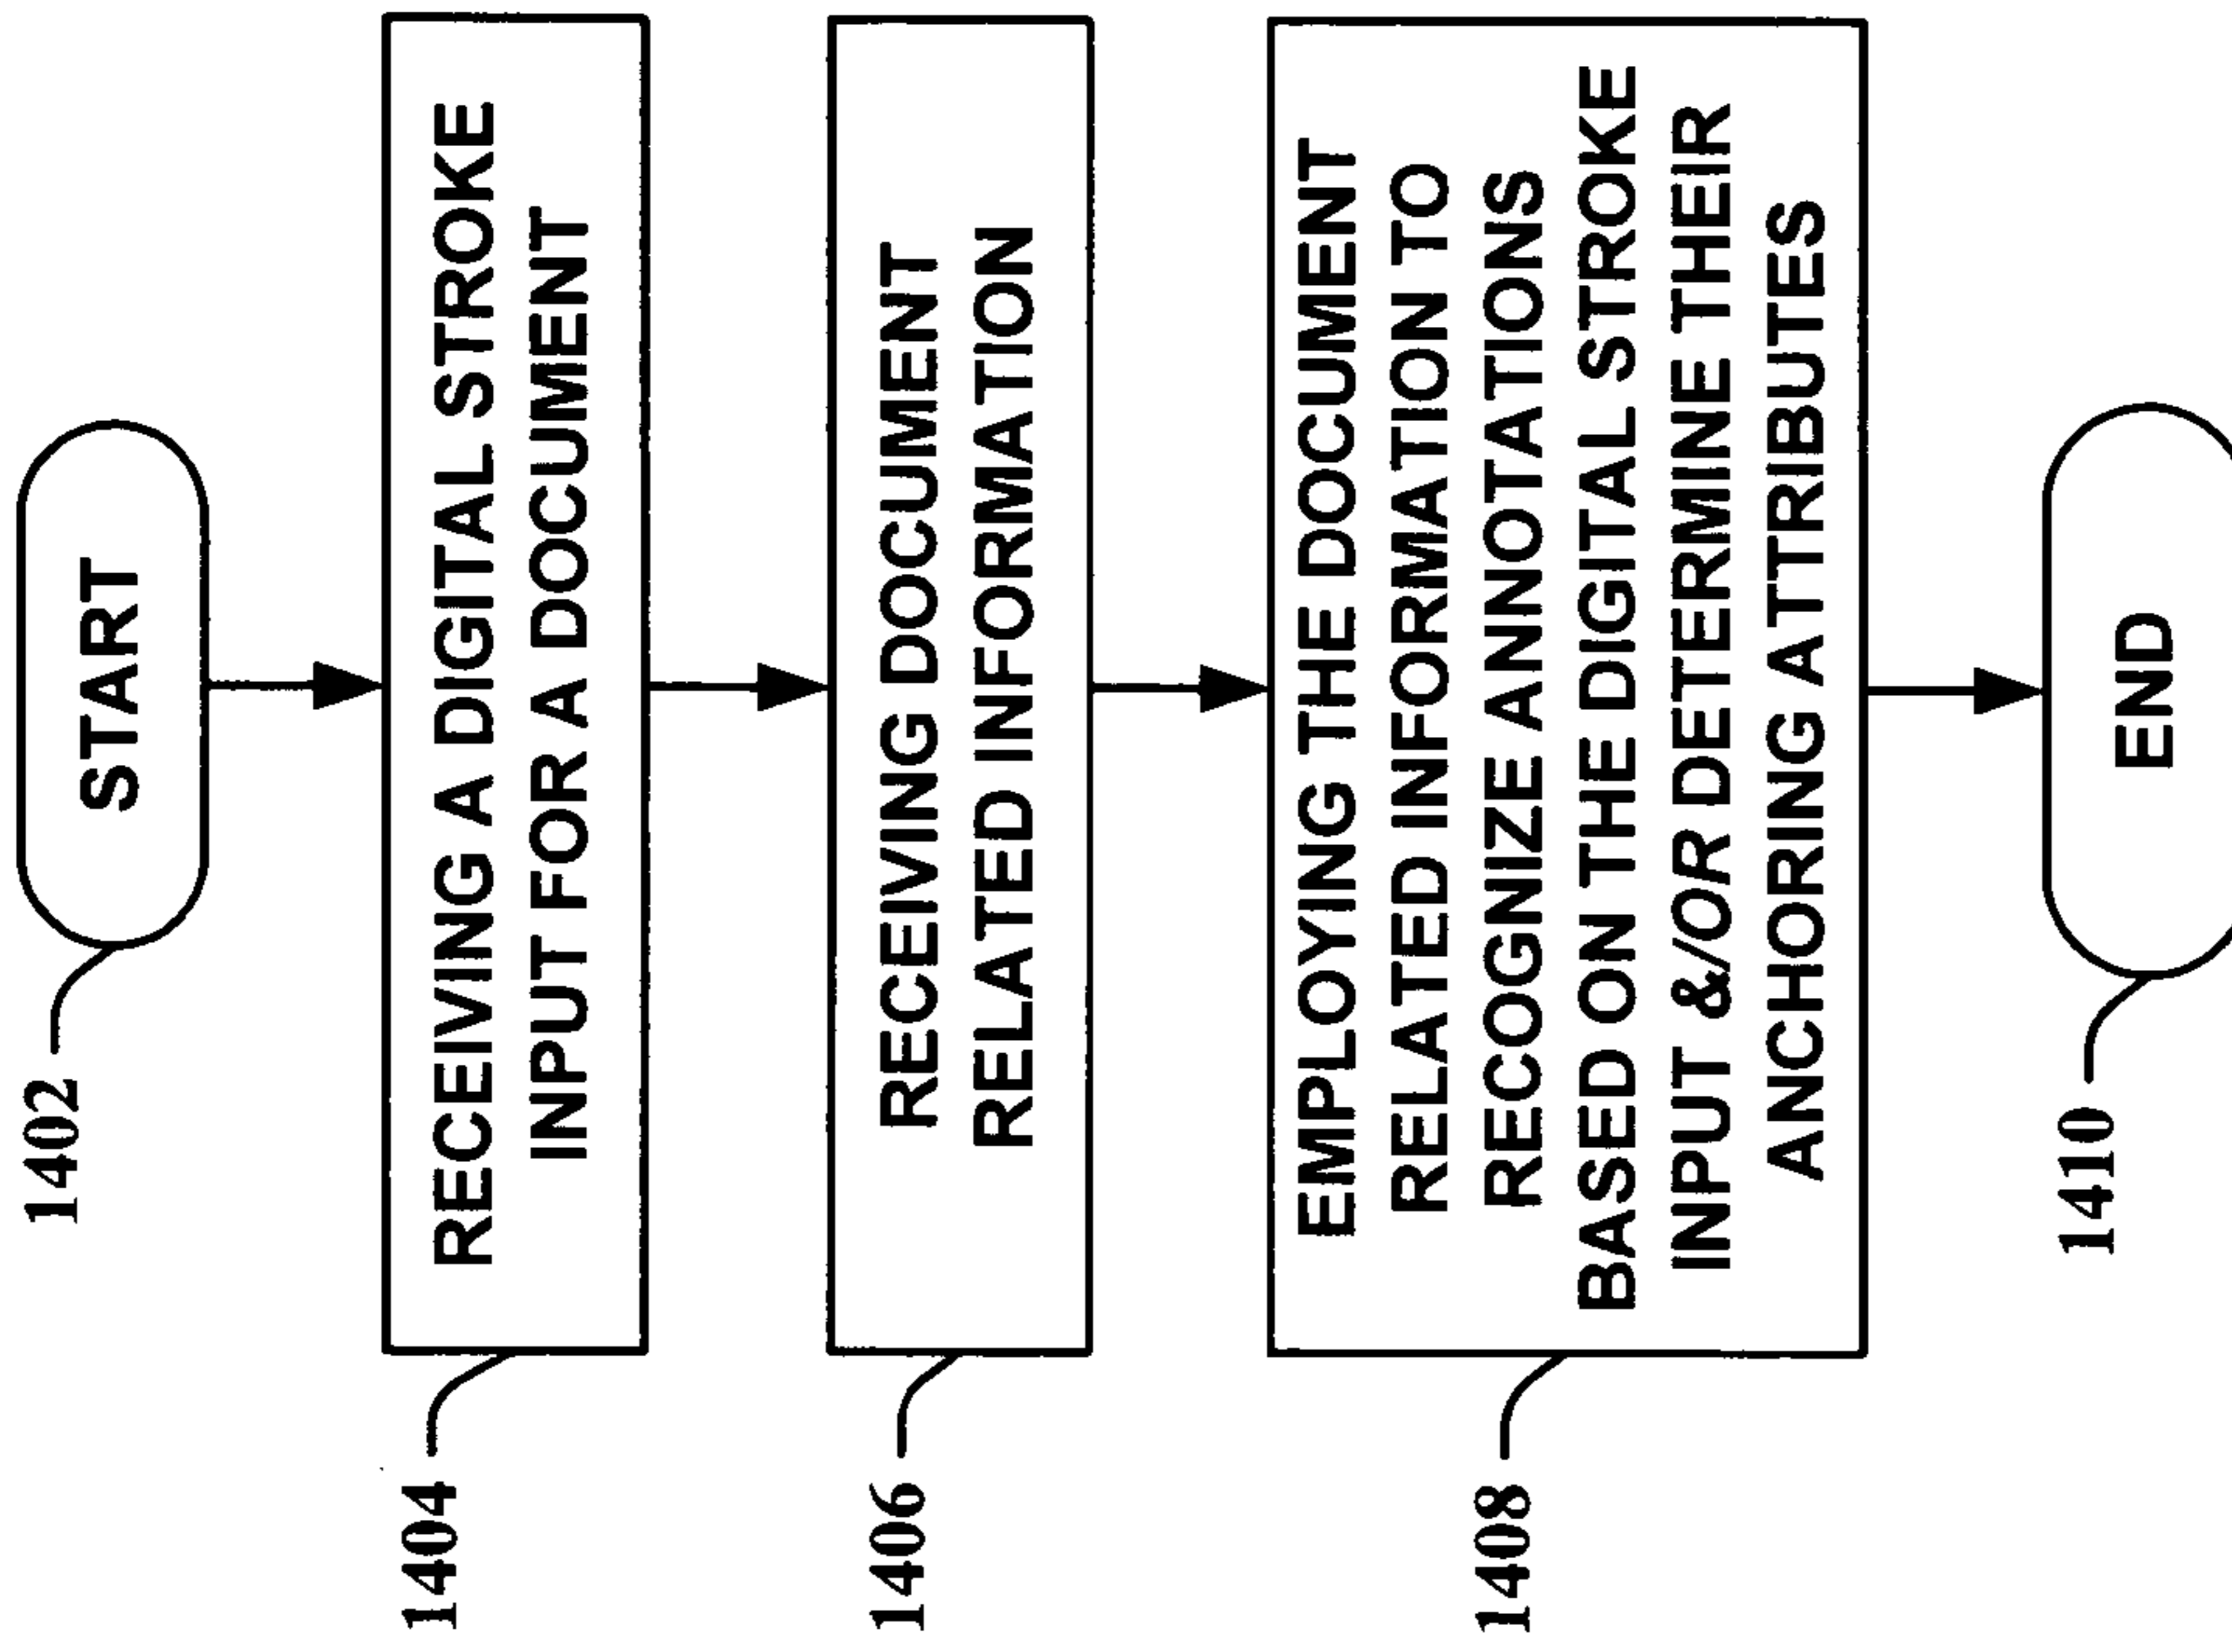 1402
START
1404
RECEIVING A DIGITAL STROKE
INPUT FOR A DOCUMENT
1406
RECEIVING DOCUMENT
RELATED INFORMATION
1408
EMPLOYING THE DOCUMENT
RELATED INFORMATION TO
RECOGNIZE ANNOTATIONS
BASED ON THE DIGITAL STROKE
INPUT &/OR DETERMINE THEIR
ANCHORING ATTRIBUTES
1410
END